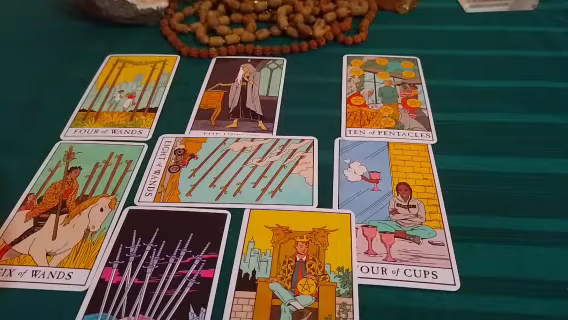 FOUR of WANDS
TEN of PENTACLES
EIGHT of WANDS
SIX of WANDS
FOUR of CUPS